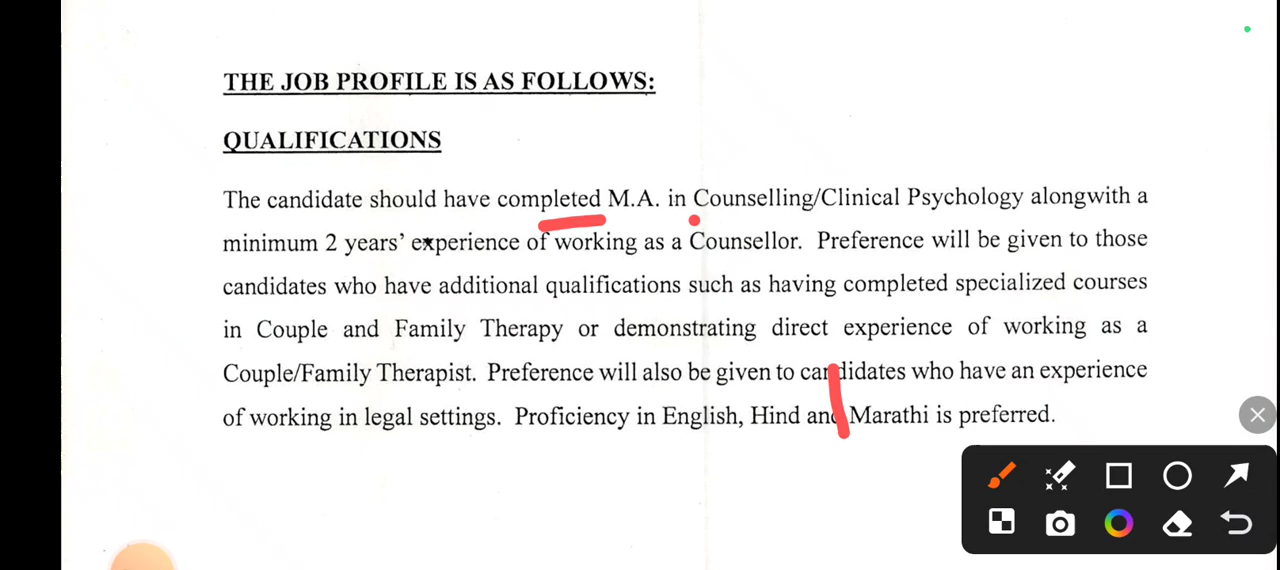 THE JOB PROFILE IS AS FOLLOWS:
QUALIFICATIONS
The candidate should have completed M.A. in Counselling/Clinical Psychology alongwith a
minimum 2 years’ experience of working as a Counsellor. Preference will be given to those
candidates who have additional qualifications such as having completed specialized courses
in Couple and Family Therapy or demonstrating direct experience of working as a
Couple/Family Therapist. Preference will also be given to candidates who have an experience
of working in legal settings. Proficiency in English, Hind and Marathi is preferred.